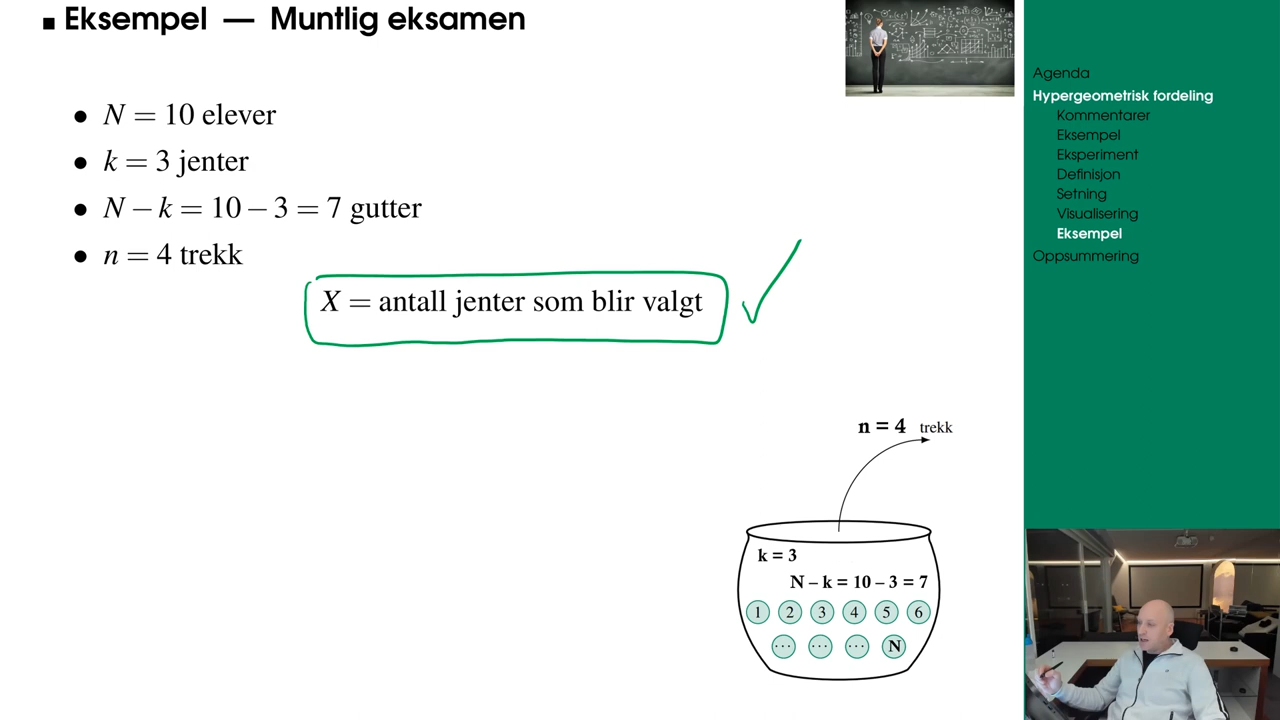 Eksempel — Muntlig eksamen
• N = 10 elever
• k = 3 jenter
• N − k = 10 − 3 = 7 gutter
• n = 4 trekk
X = antall jenter som blir valgt
n = 4 trekk
k = 3
N − k = 10 − 3 = 7
1 2 3 4 5 6
... ... ... N
Agenda
Hypergeometrisk fordeling
Kommentarer
Eksempel
Eksperiment
Definisjon
Setning
Visualisering
Eksempel
Oppsummering